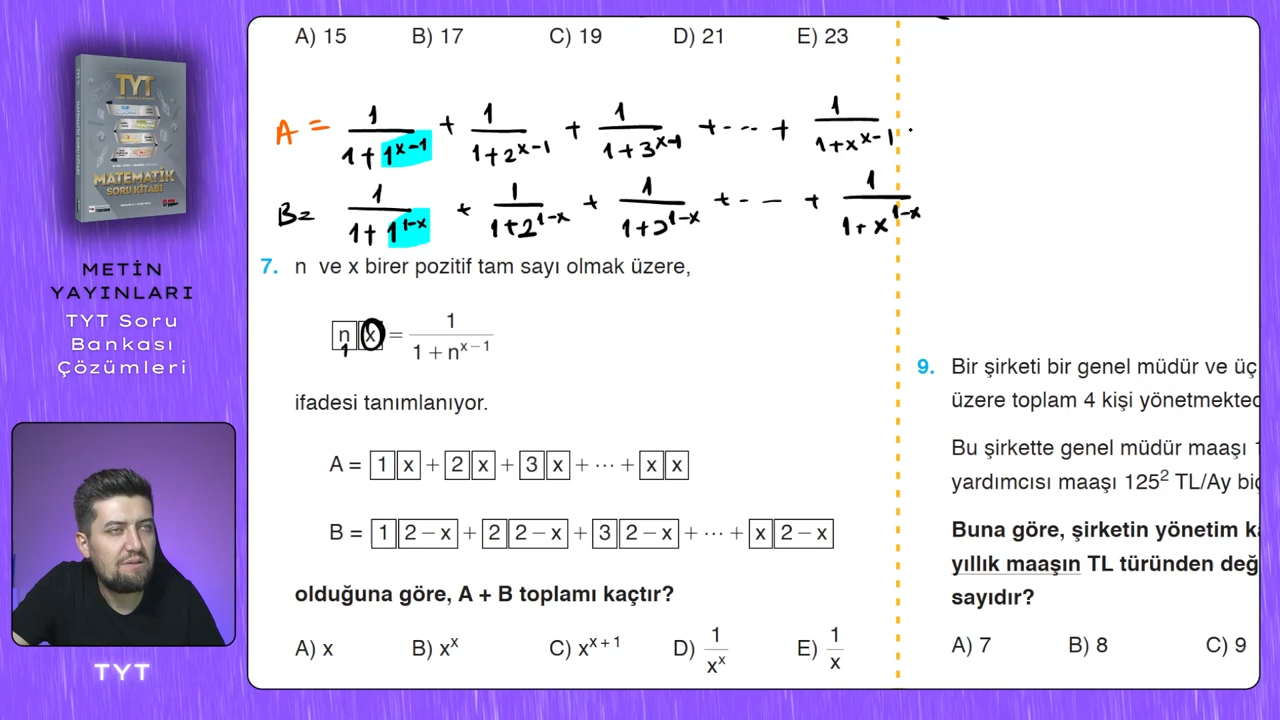 TYT
MATEMATİK
SORU KİTABI
METİN
YAYINLARI
TYT Soru
Bankası
Çözümleri
TYT
A) 15 B) 17 C) 19 D) 21 E) 23
A = 1/(1+1^(x-1)) + 1/(1+2^(x-1)) + 1/(1+3^(x-1)) + ... + 1/(1+x^(x-1))
B= 1/(1+1^(1-x)) + 1/(1+2^(1-x)) + 1/(1+3^(1-x)) + ... + 1/(1+x^(1-x))
7. n ve x birer pozitif tam sayı olmak üzere,
n x = 1/(1 + n^(x-1))
1
ifadesi tanımlanıyor.
A = 1 x + 2 x + 3 x + ... + x x
B = 1 2 – x + 2 2 – x + 3 2 – x + ... + x 2 – x
olduğuna göre, A + B toplamı kaçtır?
A) x B) x^x C) x^(x + 1) D) 1/x^x E) 1/x
9. Bir şirketi bir genel müdür ve üç
üzere toplam 4 kişi yönetmekted
Bu şirkette genel müdür maaşı 1
yardımcısı maaşı 125² TL/Ay biç
Buna göre, şirketin yönetim ka
yıllık maaşın TL türünden değ
sayıdır?
A) 7 B) 8 C) 9